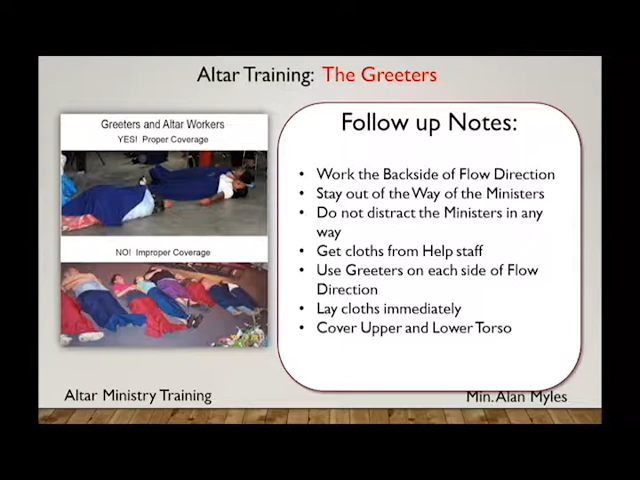 Altar Training: The Greeters
Greeters and Altar Workers
YES! Proper Coverage
NO! Improper Coverage
Follow up Notes:
• Work the Backside of Flow Direction
• Stay out of the Way of the Ministers
• Do not distract the Ministers in any
way
• Get cloths from Help staff
• Use Greeters on each side of Flow
Direction
• Lay cloths immediately
• Cover Upper and Lower Torso
Altar Ministry Training
Min. Alan Myles